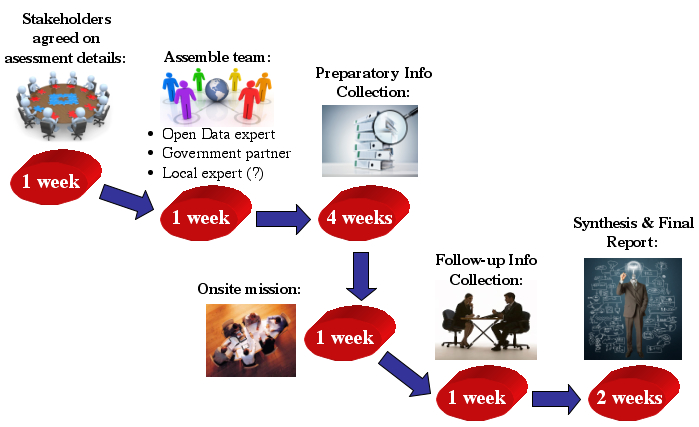 Stakeholders
agreed on
asessment details:
1 week
Assemble team:
• Open Data expert
• Government partner
• Local expert (?)
1 week
Preparatory Info
Collection:
4 weeks
Onsite mission:
1 week
Follow-up Info
Collection:
1 week
Synthesis & Final
Report:
2 weeks